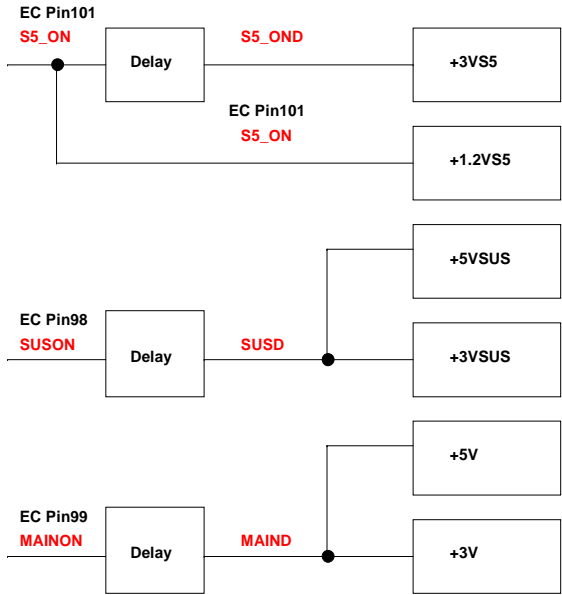 EC Pin101
S5_ON
Delay
S5_OND
+3VS5
EC Pin101
S5_ON
+1.2VS5
+5VSUS
EC Pin98
SUSON
Delay
SUSD
+3VSUS
+5V
EC Pin99
MAINON
Delay
MAIND
+3V